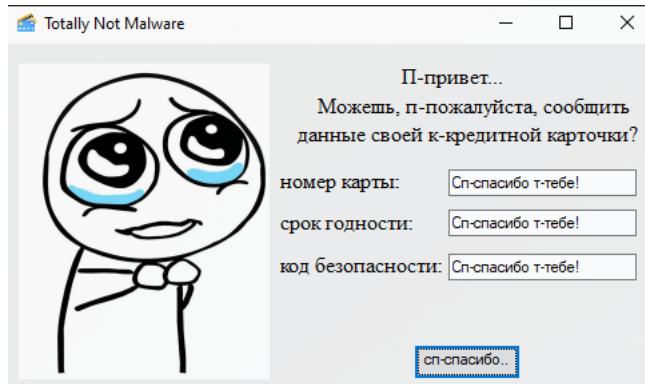 Totally Not Malware
П-привет...
Можешь, п-пожалуйста, сообщить
данные своей к-кредитной карточки?
номер карты: Сп-спасибо т-тебе!
срок годности: Сп-спасибо т-тебе!
код безопасности: Сп-спасибо т-тебе!
сп-спасибо..